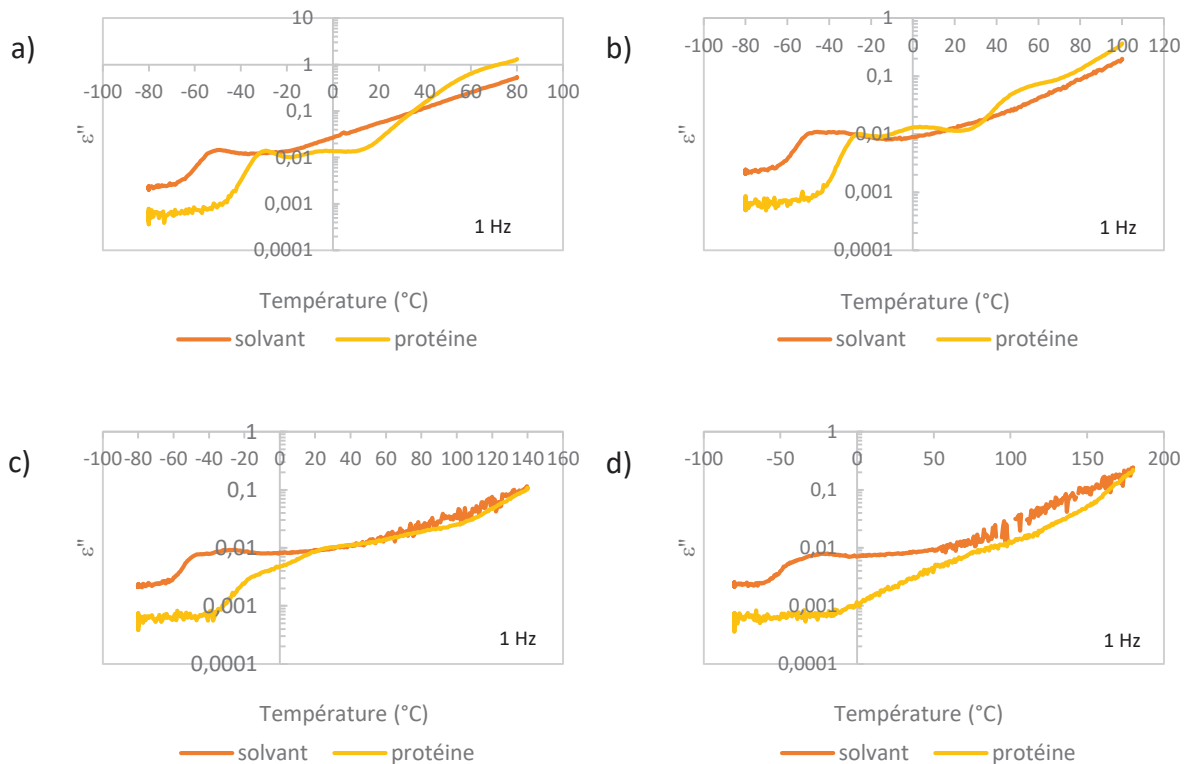 a)
10
1
0,1
0,01
0,001
0,0001
-100 -80 -60 -40 -20 0 20 40 60 80 100
ε''
1 Hz
Température (°C)
solvant protéine
b)
1
0,1
0,01
0,001
0,0001
-100 -80 -60 -40 -20 0 20 40 60 80 100 120
ε''
1 Hz
Température (°C)
solvant protéine
c)
1
0,1
0,01
0,001
0,0001
-100 -80 -60 -40 -20 0 20 40 60 80 100 120 140 160
ε''
1 Hz
Température (°C)
solvant protéine
d)
1
0,1
0,01
0,001
0,0001
-100 -50 0 50 100 150 200
ε''
1 Hz
Température (°C)
solvant protéine